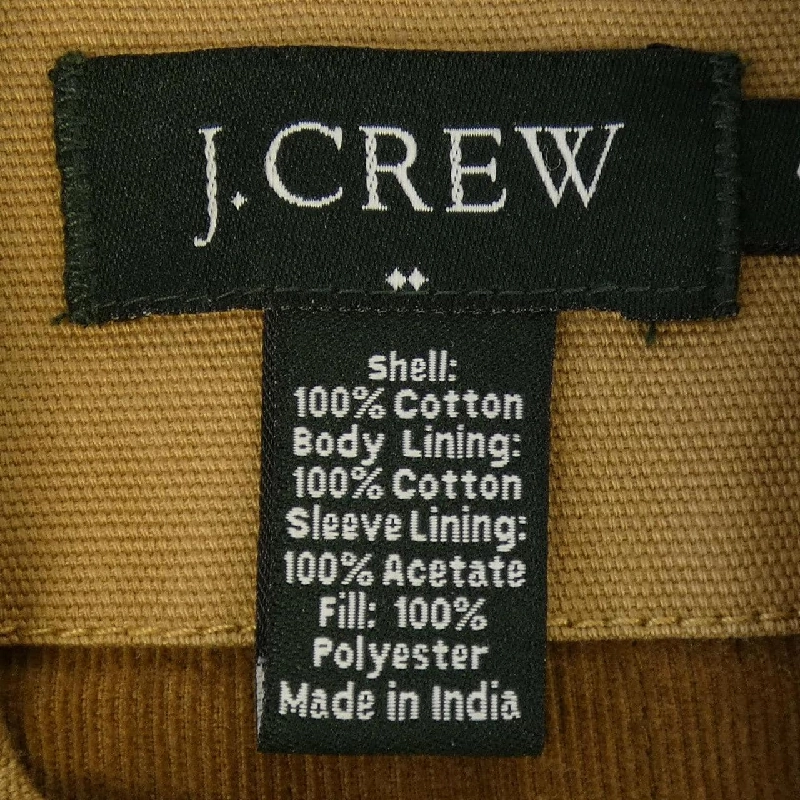 J.CREW
Shell:
100% Cotton
Body Lining:
100% Cotton
Sleeve Lining:
100% Acetate
Fill: 100%
Polyester
Made in India